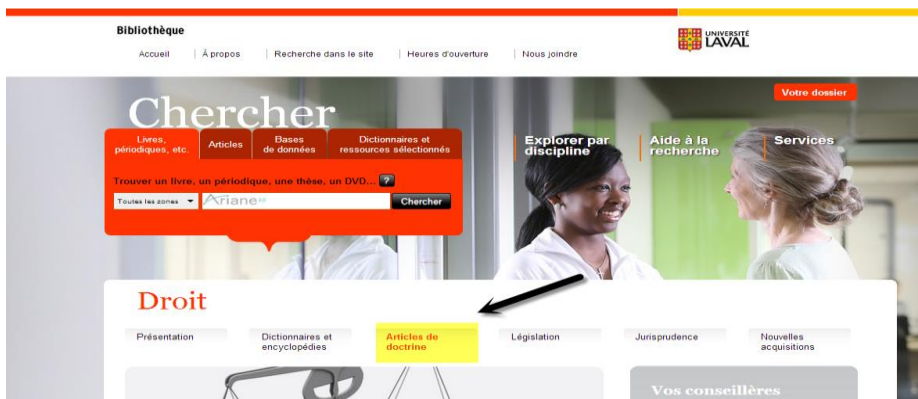 Bibliothèque
UNIVERSITÉ
LAVAL
Accueil
À propos
Recherche dans le site
Heures d'ouverture
Nous joindre
Votre dossier
Chercher
Livres,
périodiques, etc.
Articles
Bases
de données
Dictionnaires et
ressources sélectionnés
Explorer par
discipline
Aide à la
recherche
Services
Trouver un livre, un périodique, une thèse, un DVD... ?
Toutes les zones
Ariane
Chercher
Droit
Présentation
Dictionnaires et
encyclopédies
Articles de
doctrine
Législation
Jurisprudence
Nouvelles
acquisitions
Vos conseillères